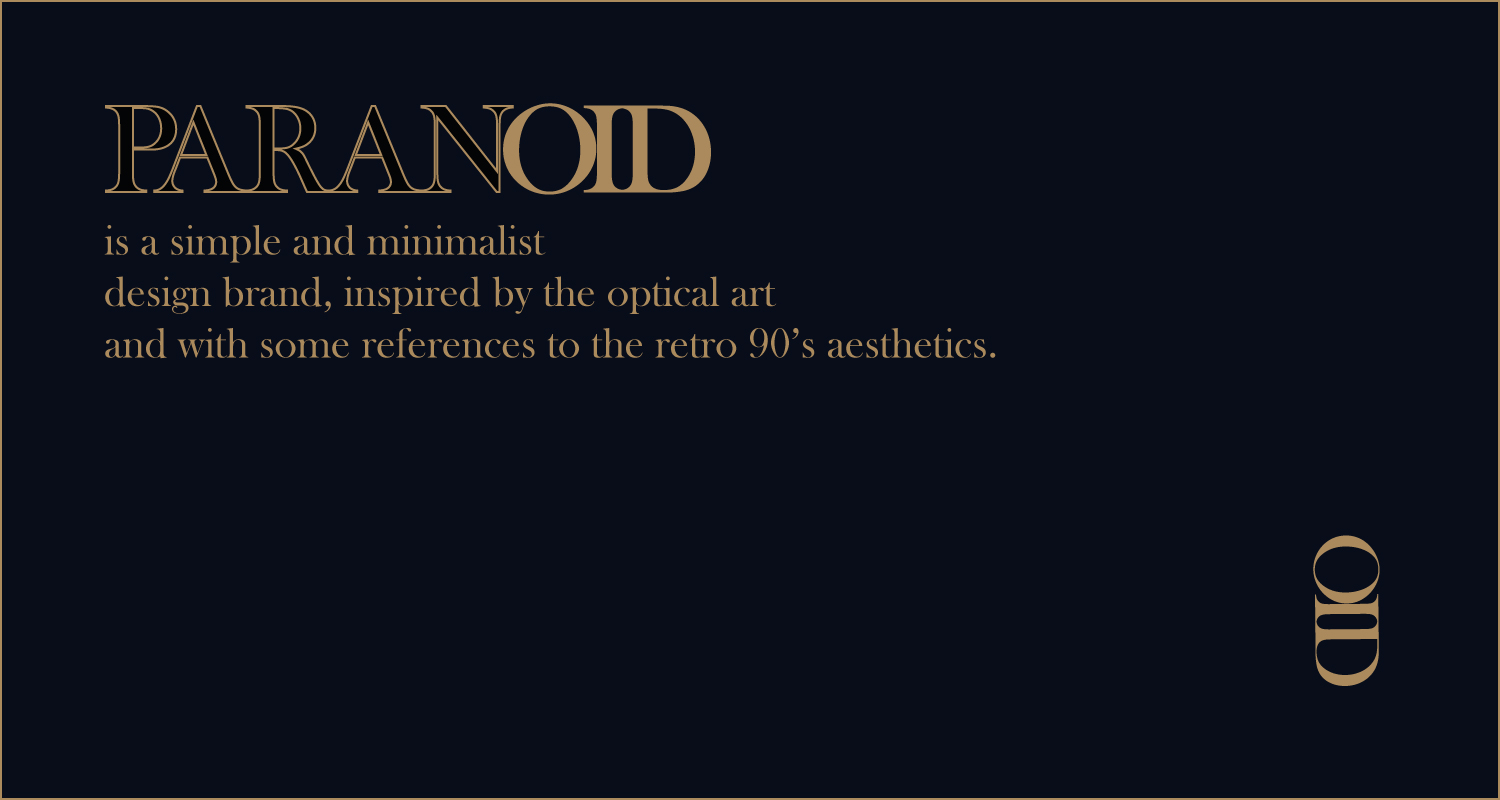 PARANOID
is a simple and minimalist
design brand, inspired by the optical art
and with some references to the retro 90’s aesthetics.
OID